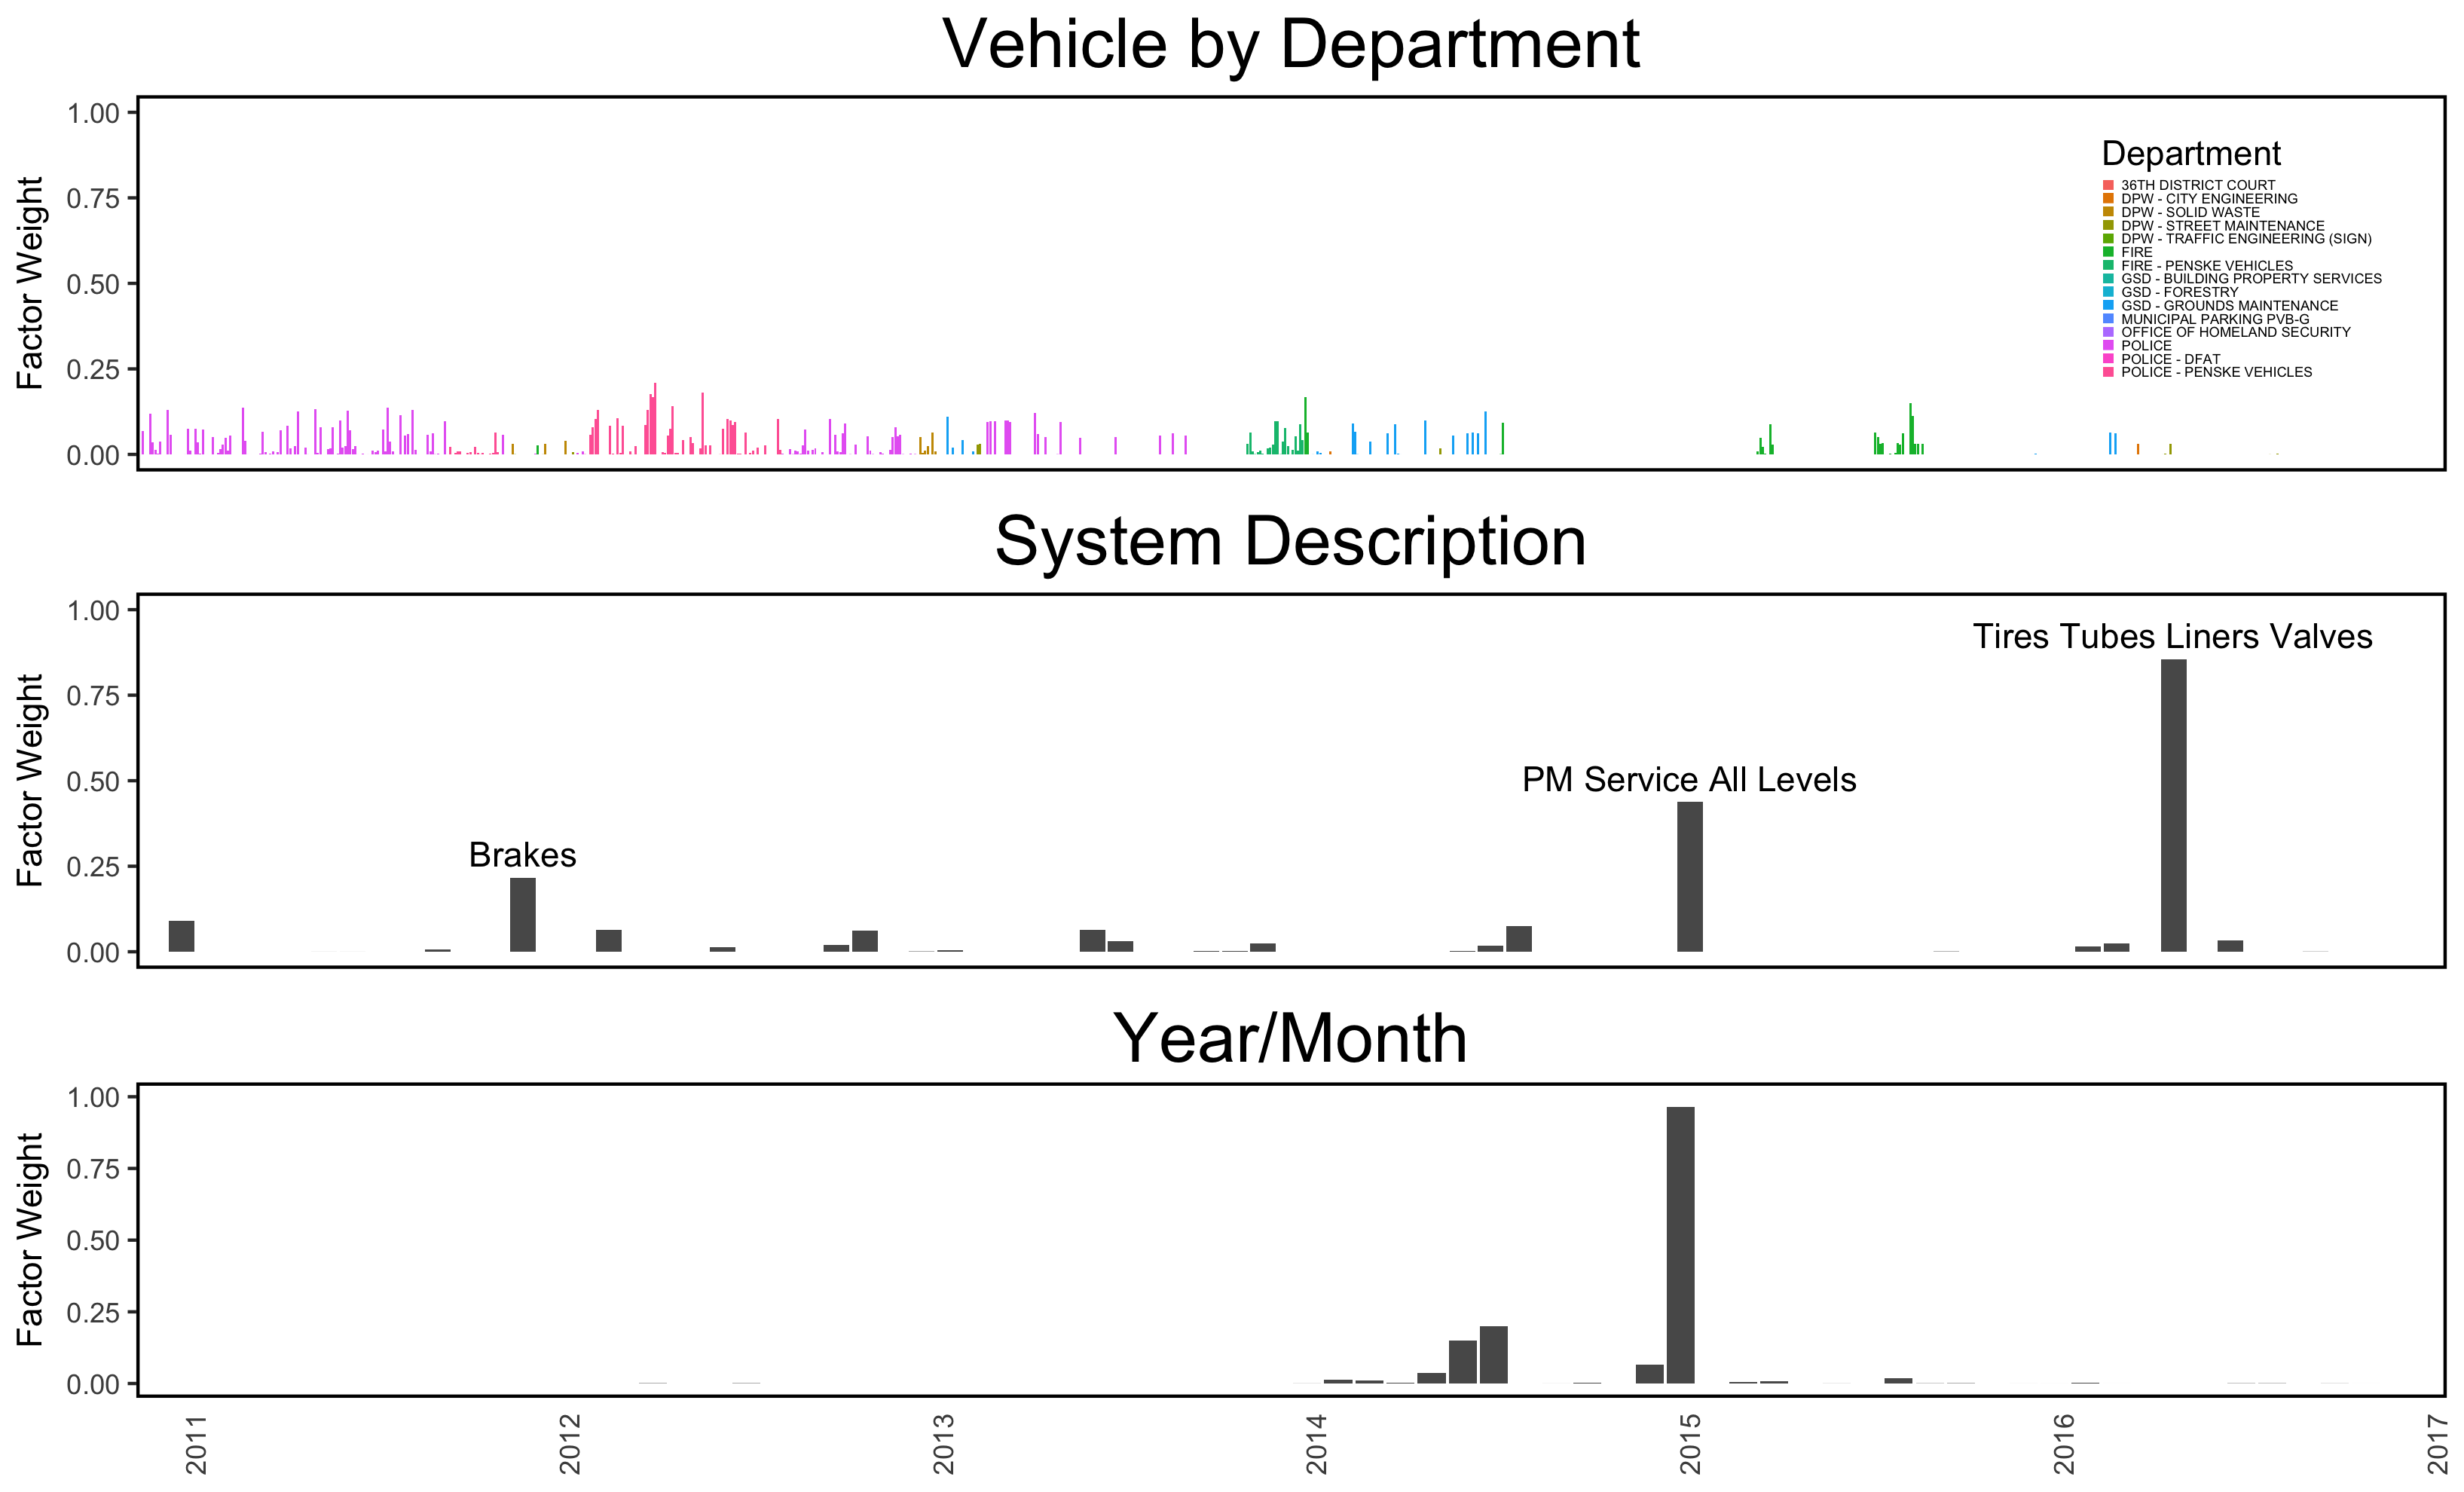 Vehicle by Department
Factor Weight
1.00
0.75
0.50
0.25
0.00
Department
36TH DISTRICT COURT
DPW - CITY ENGINEERING
DPW - SOLID WASTE
DPW - STREET MAINTENANCE
DPW - TRAFFIC ENGINEERING (SIGN)
FIRE
FIRE - PENSKE VEHICLES
GSD - BUILDING PROPERTY SERVICES
GSD - FORESTRY
GSD - GROUNDS MAINTENANCE
MUNICIPAL PARKING PVB-G
OFFICE OF HOMELAND SECURITY
POLICE
POLICE - DFAT
POLICE - PENSKE VEHICLES
System Description
Factor Weight
1.00
0.75
0.50
0.25
0.00
Tires Tubes Liners Valves
PM Service All Levels
Brakes
Year/Month
Factor Weight
1.00
0.75
0.50
0.25
0.00
2011
2012
2013
2014
2015
2016
2017